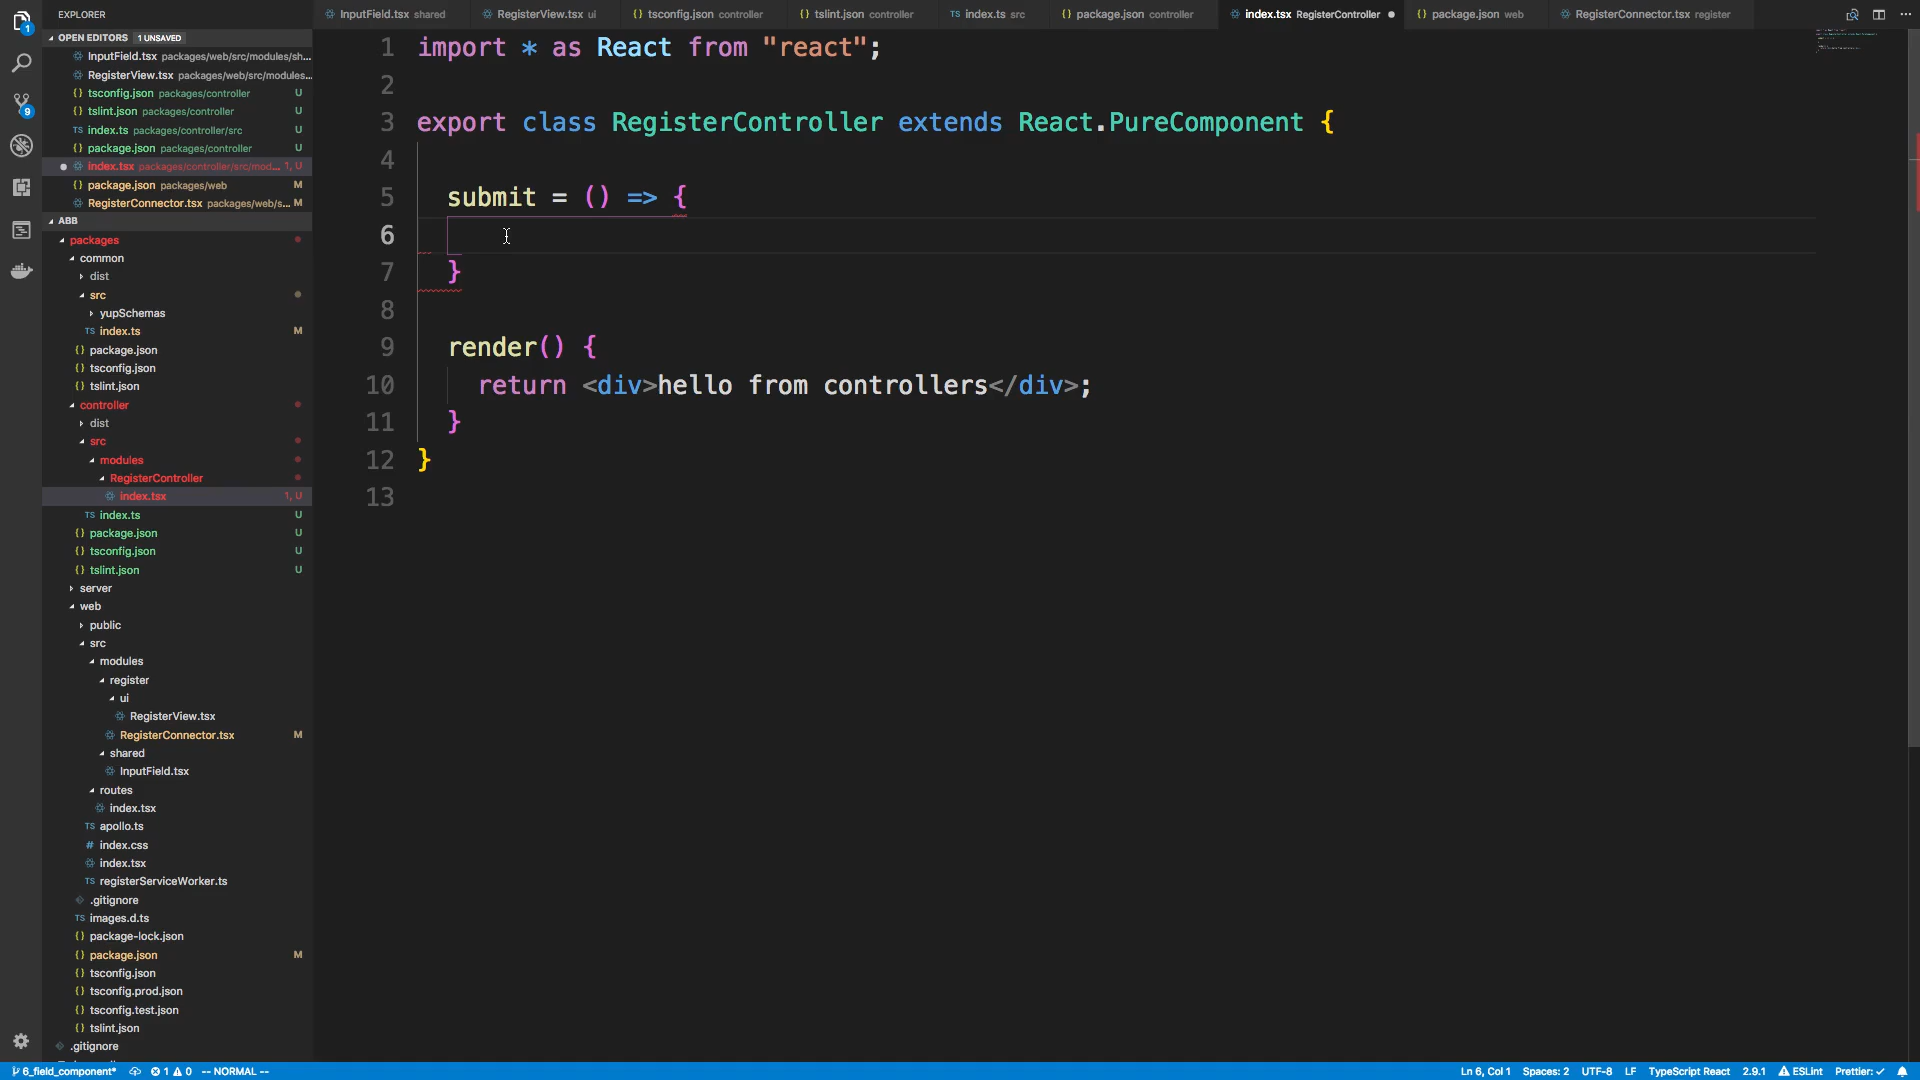 EXPLORER
InputField.tsx shared
RegisterView.tsx ui
tsconfig.json controller
tslint.json controller
index.ts src
package.json controller
index.tsx RegisterController
package.json web
RegisterConnector.tsx register
OPEN EDITORS 1 UNSAVED
InputField.tsx packages/web/src/modules/sh...
RegisterView.tsx packages/web/src/modules...
tsconfig.json packages/controller U
tslint.json packages/controller U
TS index.ts packages/controller/src U
package.json packages/controller U
index.tsx packages/controller/src/mod... 1, U
package.json packages/web M
RegisterConnector.tsx packages/web/s... M
ABB
packages
common
dist
src
yupSchemas
TS index.ts M
{} package.json
{} tsconfig.json
{} tslint.json
controller
dist
src
modules
RegisterController
index.tsx 1, U
TS index.ts U
{} package.json U
{} tsconfig.json U
{} tslint.json U
server
web
public
src
modules
register
ui
RegisterView.tsx
RegisterConnector.tsx M
shared
InputField.tsx
routes
index.tsx
TS apollo.ts
# index.css
index.tsx
TS registerServiceWorker.ts
.gitignore
TS images.d.ts
{} package-lock.json
{} package.json M
{} tsconfig.json
{} tsconfig.prod.json
{} tsconfig.test.json
{} tslint.json
.gitignore
1 import * as React from "react";
2
3 export class RegisterController extends React.PureComponent {
4
5 submit = () => {
6
7 }
8
9 render() {
10 return <div>hello from controllers</div>;
11 }
12 }
13
1
9
6_field_component* 1 0 -- NORMAL --
Ln 6, Col 1 Spaces: 2 UTF-8 LF TypeScript React 2.9.1 ESLint Prettier: ✓